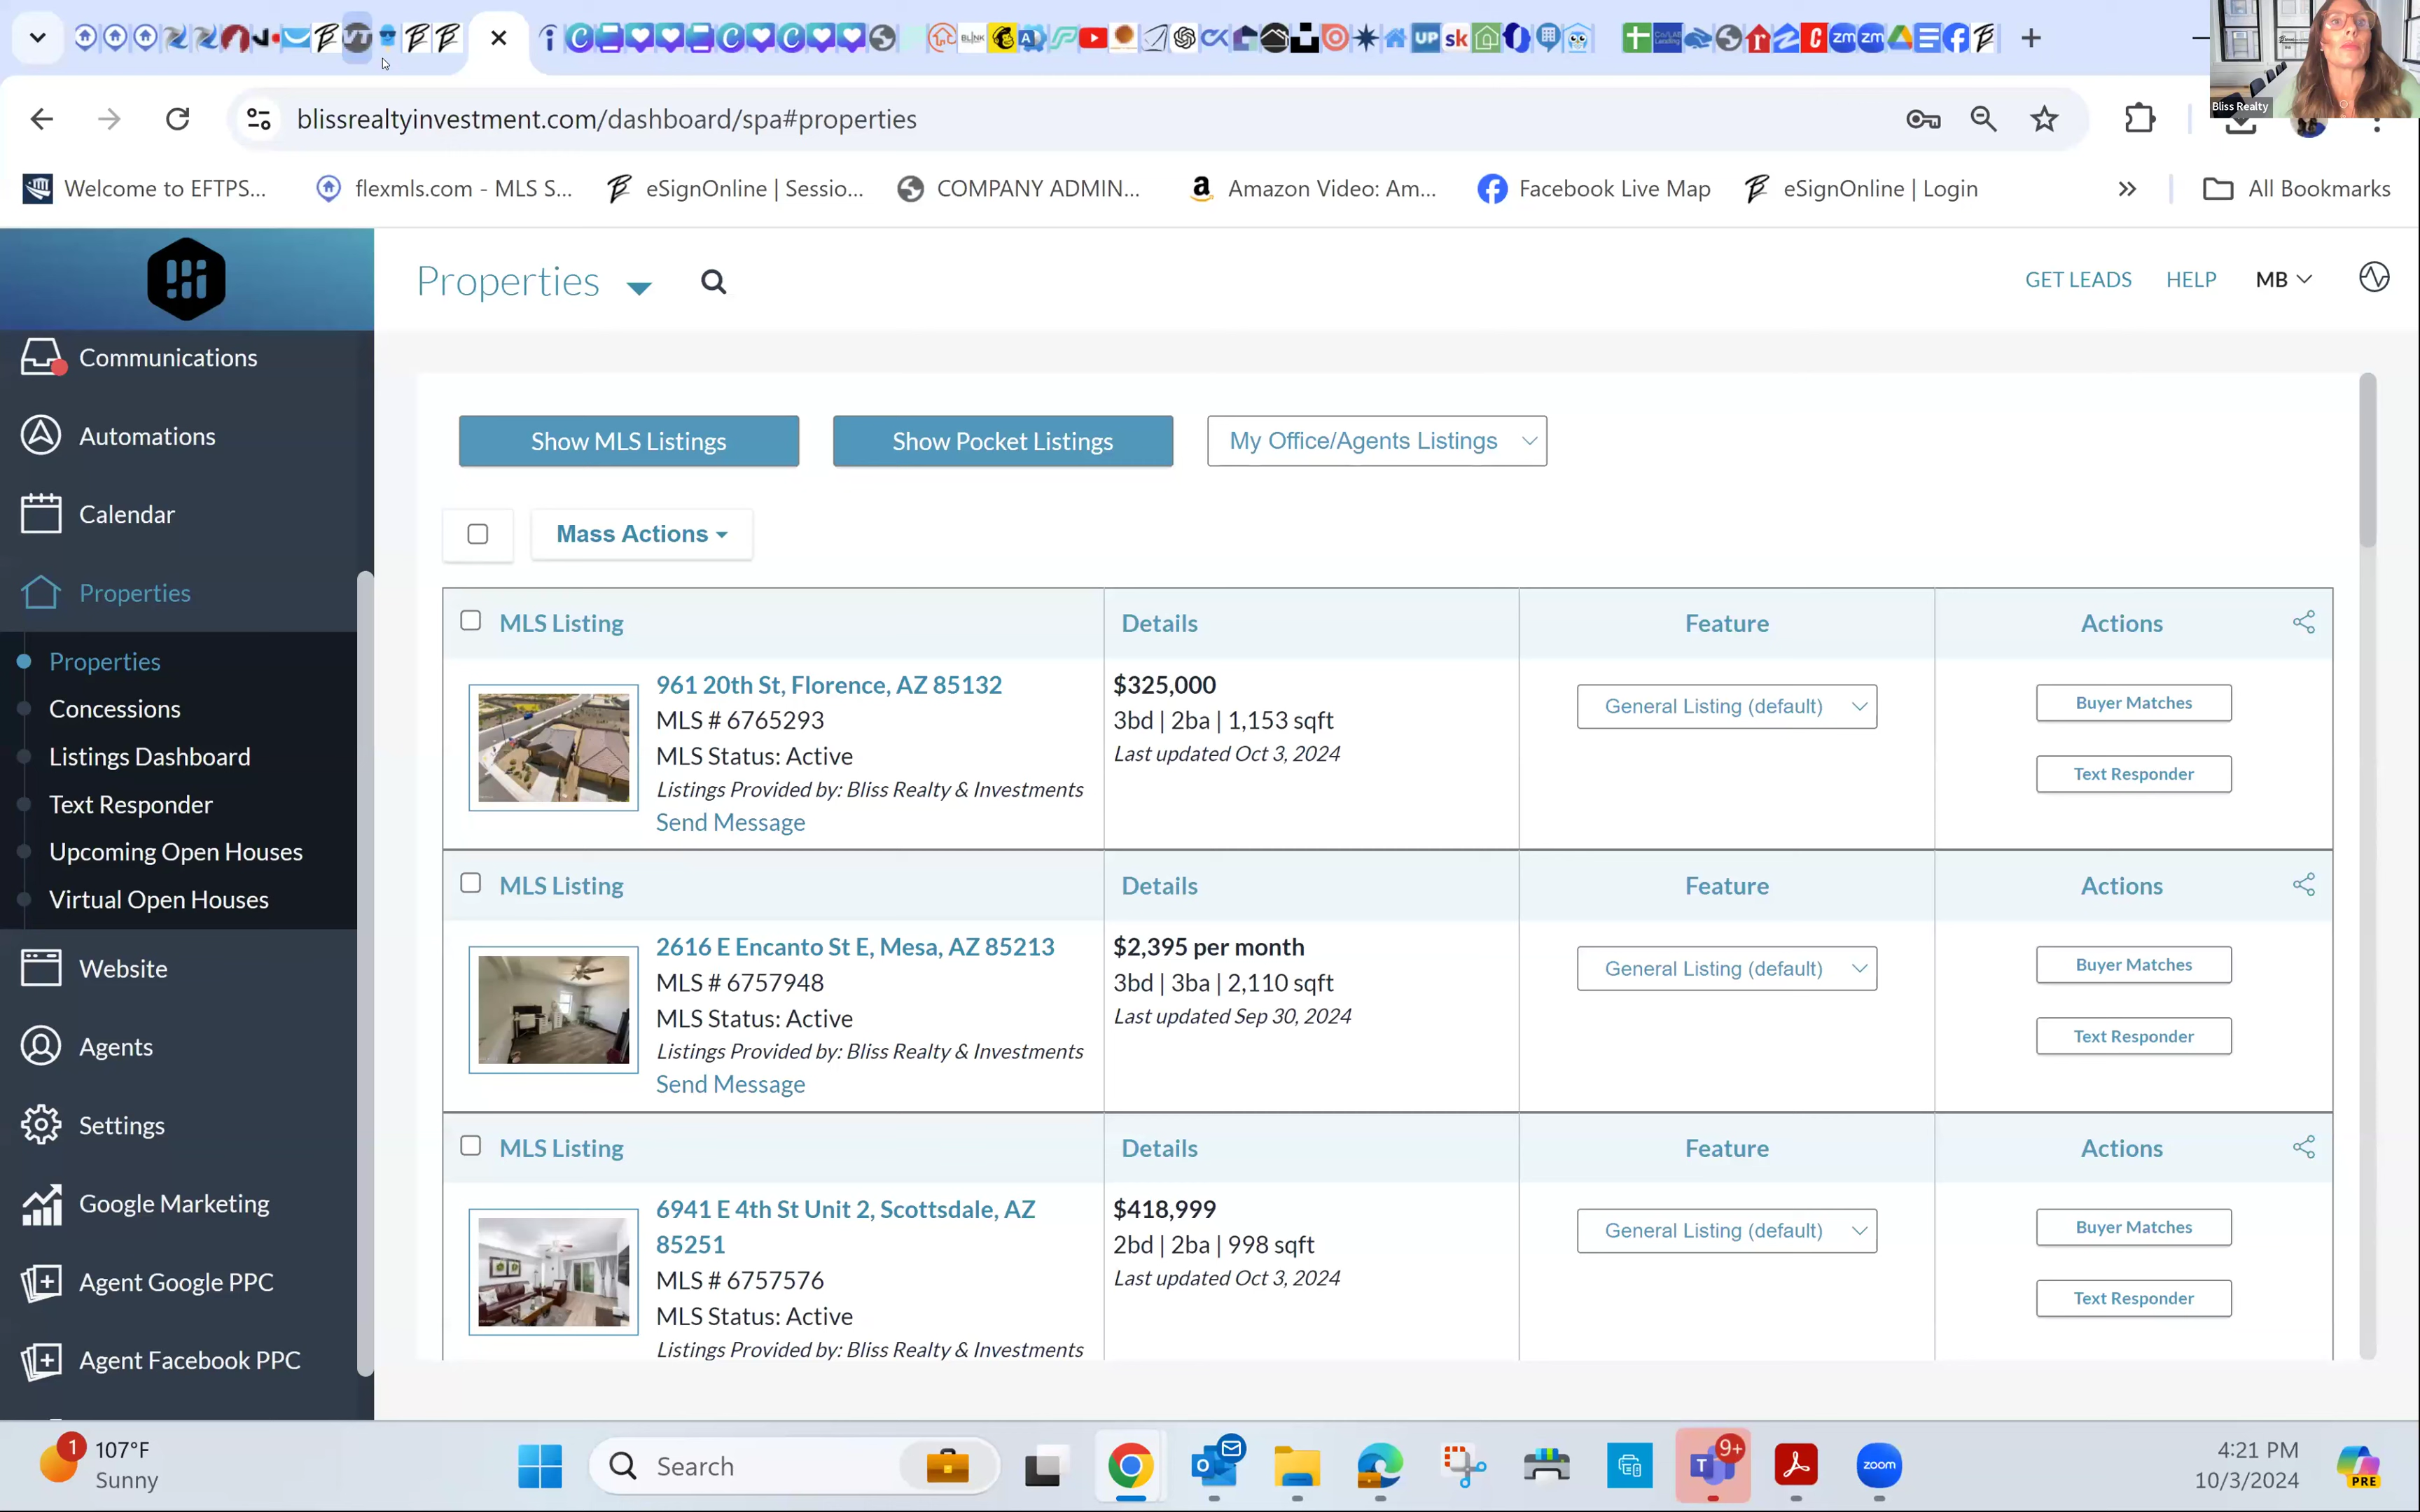 blissrealtyinvestment.com/dashboard/spa#properties
Bliss Realty
Welcome to EFTPS...
flexmls.com - MLS S...
eSignOnline | Sessio...
COMPANY ADMIN...
Amazon Video: Am...
Facebook Live Map
eSignOnline | Login
All Bookmarks
Properties
GET LEADS
HELP
MB
Communications
Automations
Calendar
Properties
Properties
Concessions
Listings Dashboard
Text Responder
Upcoming Open Houses
Virtual Open Houses
Website
Agents
Settings
Google Marketing
Agent Google PPC
Agent Facebook PPC
Show MLS Listings
Show Pocket Listings
My Office/Agents Listings
Mass Actions
MLS Listing
Details
Feature
Actions
961 20th St, Florence, AZ 85132
MLS # 6765293
MLS Status: Active
Listings Provided by: Bliss Realty & Investments
Send Message
$325,000
3bd | 2ba | 1,153 sqft
Last updated Oct 3, 2024
General Listing (default)
Buyer Matches
Text Responder
MLS Listing
Details
Feature
Actions
2616 E Encanto St E, Mesa, AZ 85213
MLS # 6757948
MLS Status: Active
Listings Provided by: Bliss Realty & Investments
Send Message
$2,395 per month
3bd | 3ba | 2,110 sqft
Last updated Sep 30, 2024
General Listing (default)
Buyer Matches
Text Responder
MLS Listing
Details
Feature
Actions
6941 E 4th St Unit 2, Scottsdale, AZ
85251
MLS # 6757576
MLS Status: Active
Listings Provided by: Bliss Realty & Investments
$418,999
2bd | 2ba | 998 sqft
Last updated Oct 3, 2024
General Listing (default)
Buyer Matches
Text Responder
1
107°F
Sunny
Search
9+
zoom
4:21 PM
10/3/2024
PRE